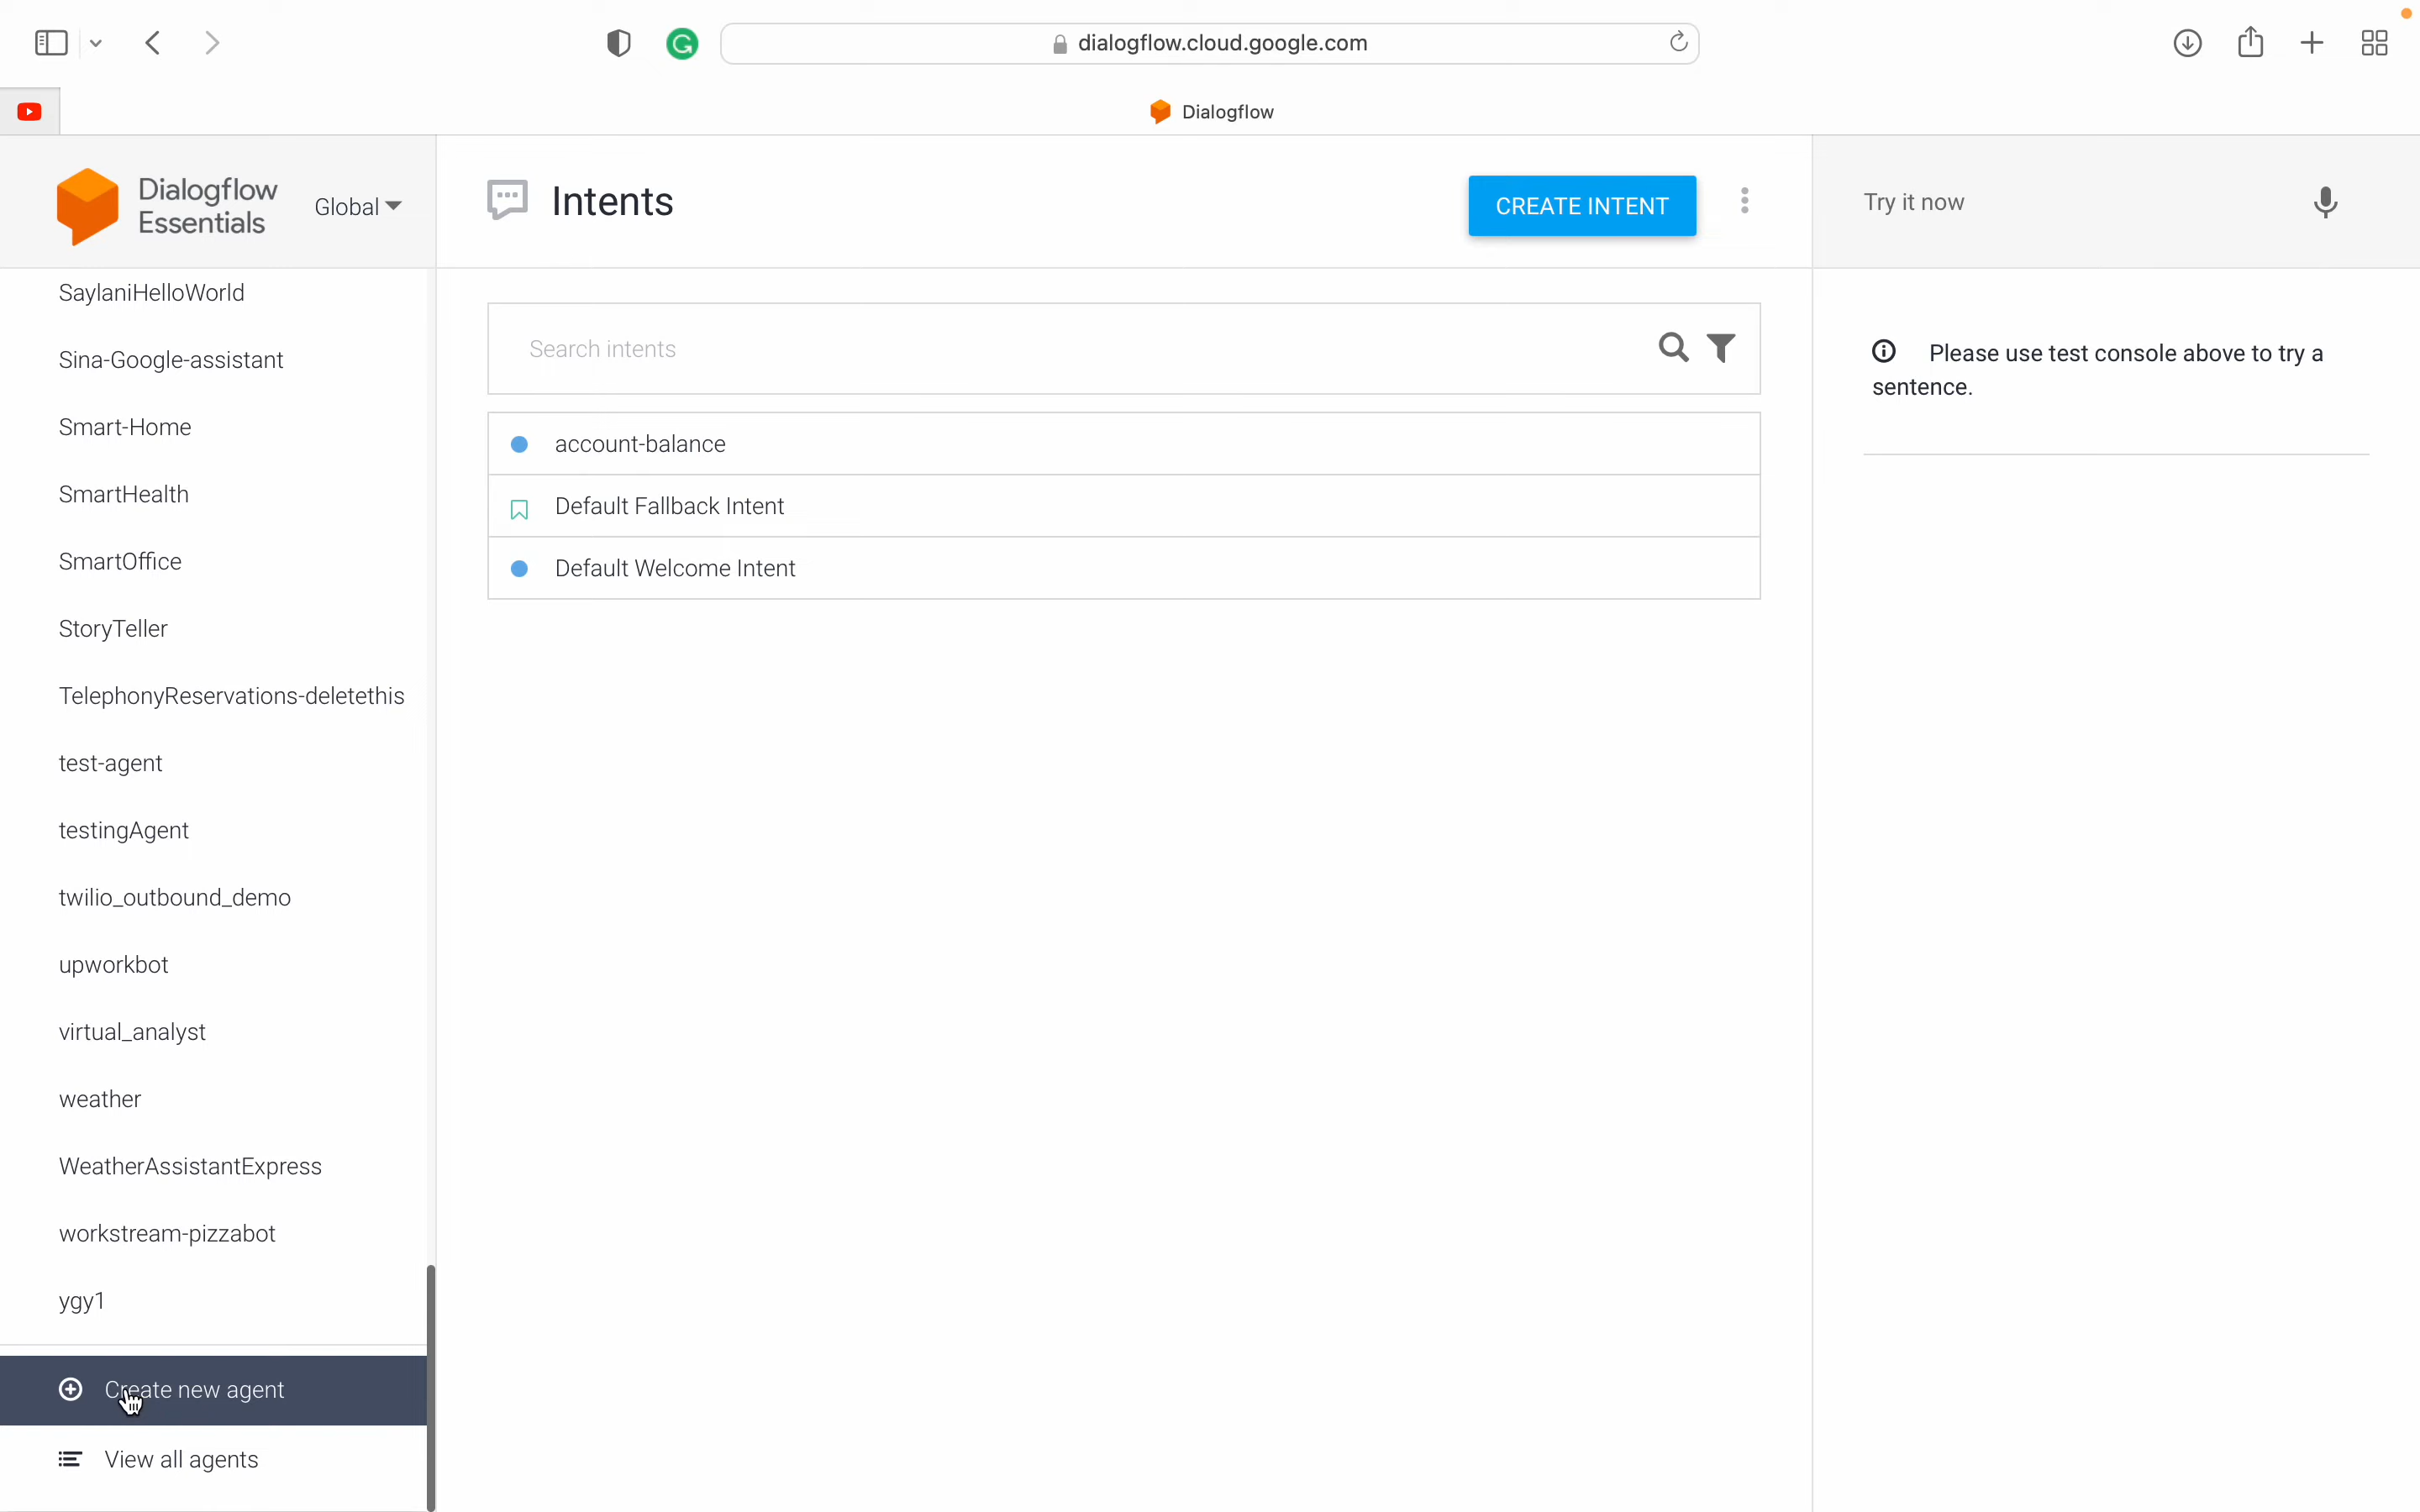 dialogflow.cloud.google.com
Dialogflow
Dialogflow
Essentials
Global
Intents
CREATE INTENT
Try it now
SaylaniHelloWorld
Sina-Google-assistant
Smart-Home
SmartHealth
SmartOffice
StoryTeller
TelephonyReservations-deletethis
test-agent
testingAgent
twilio_outbound_demo
upworkbot
virtual_analyst
weather
WeatherAssistantExpress
workstream-pizzabot
ygy1
Create new agent
View all agents
Search intents
account-balance
Default Fallback Intent
Default Welcome Intent
Please use test console above to try a
sentence.